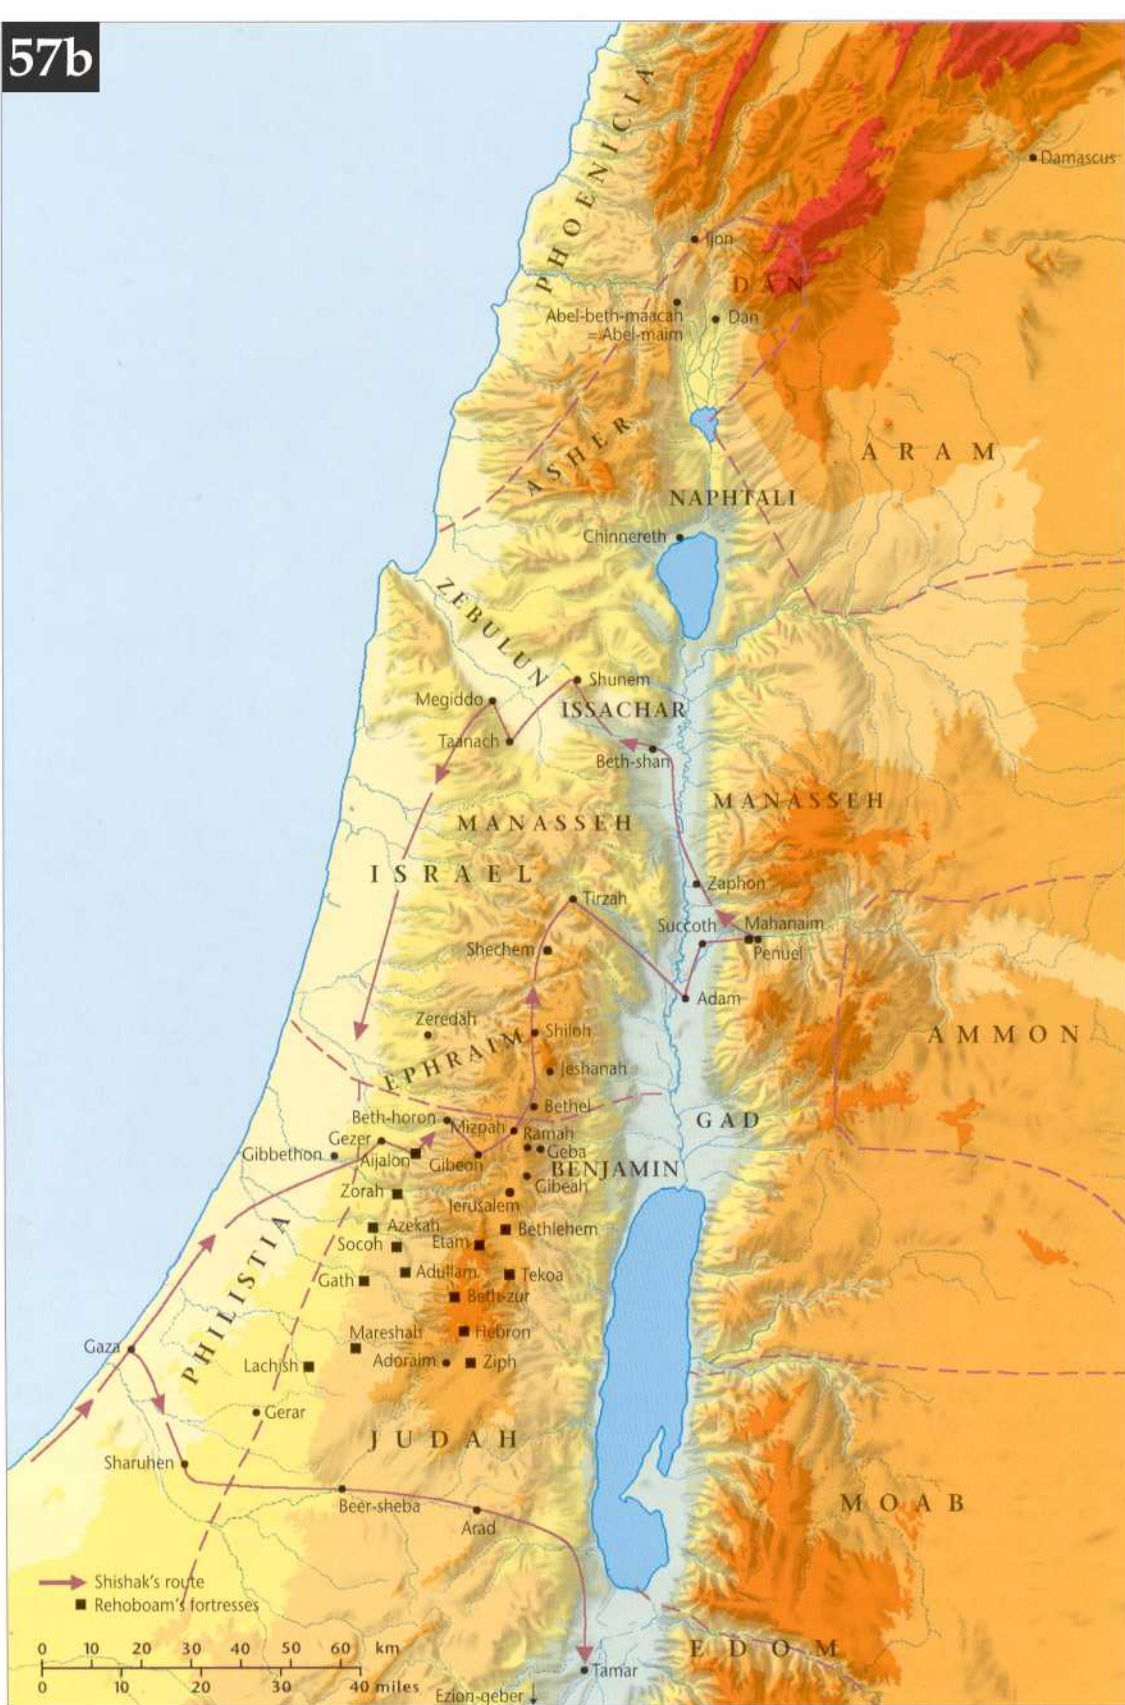 57b
PHOENICIA
Damascus
Ijon
DAN
Abel-beth-maacah
= Abel-maim
Dan
ASHER
ARAM
NAPHTALI
Chinnereth
ZEBULUN
Shunem
Megiddo
ISSACHAR
Taanach
Beth-shan
MANASSEH
MANASSEH
ISRAEL
Zaphon
Tirzah
Succoth
Mahanaim
Shechem
Penuel
Adam
Zeredah
Shiloh
AMMON
EPHRAIM
Jeshanah
Bethel
Beth-horon
Mizpah
GAD
Gezer
Ramah
Gibbethon
Aijalon
Gibeon
Geba
BENJAMIN
Zorah
Gibeah
Jerusalem
Azekah
Bethlehem
Socoh
Etam
PHILISTIA
Gath
Adullam
Tekoa
Beth-zur
Mareshah
Hebron
Gaza
Lachish
Adoraim
Ziph
Gerar
JUDAH
Sharuhen
Beer-sheba
MOAB
Arad
Shishak's route
Rehoboam's fortresses
0 10 20 30 40 50 60 km
0 10 20 30 40 miles
EDOM
Tamar
Ezion-geber